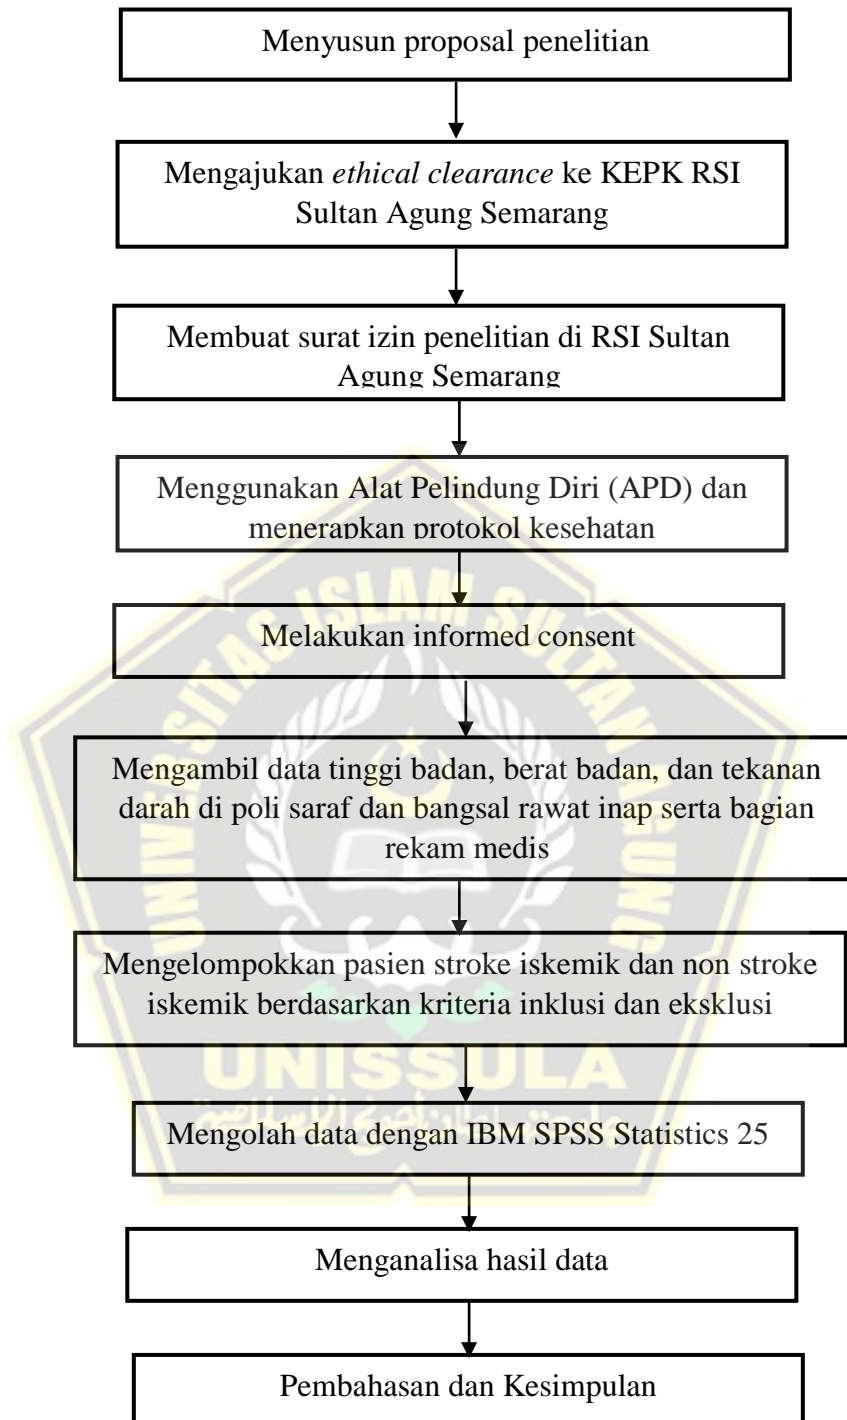 Menyusun proposal penelitian
Mengajukan ethical clearance ke KEPK RSI
Sultan Agung Semarang
Membuat surat izin penelitian di RSI Sultan
Agung Semarang
Menggunakan Alat Pelindung Diri (APD) dan
menerapkan protokol kesehatan
Melakukan informed consent
Mengambil data tinggi badan, berat badan, dan tekanan
darah di poli saraf dan bangsal rawat inap serta bagian
rekam medis
Mengelompokkan pasien stroke iskemik dan non stroke
iskemik berdasarkan kriteria inklusi dan eksklusi
Mengolah data dengan IBM SPSS Statistics 25
Menganalisa hasil data
Pembahasan dan Kesimpulan
UNIVERSITAS ISLAM SULTAN AGUNG
UNISSULA